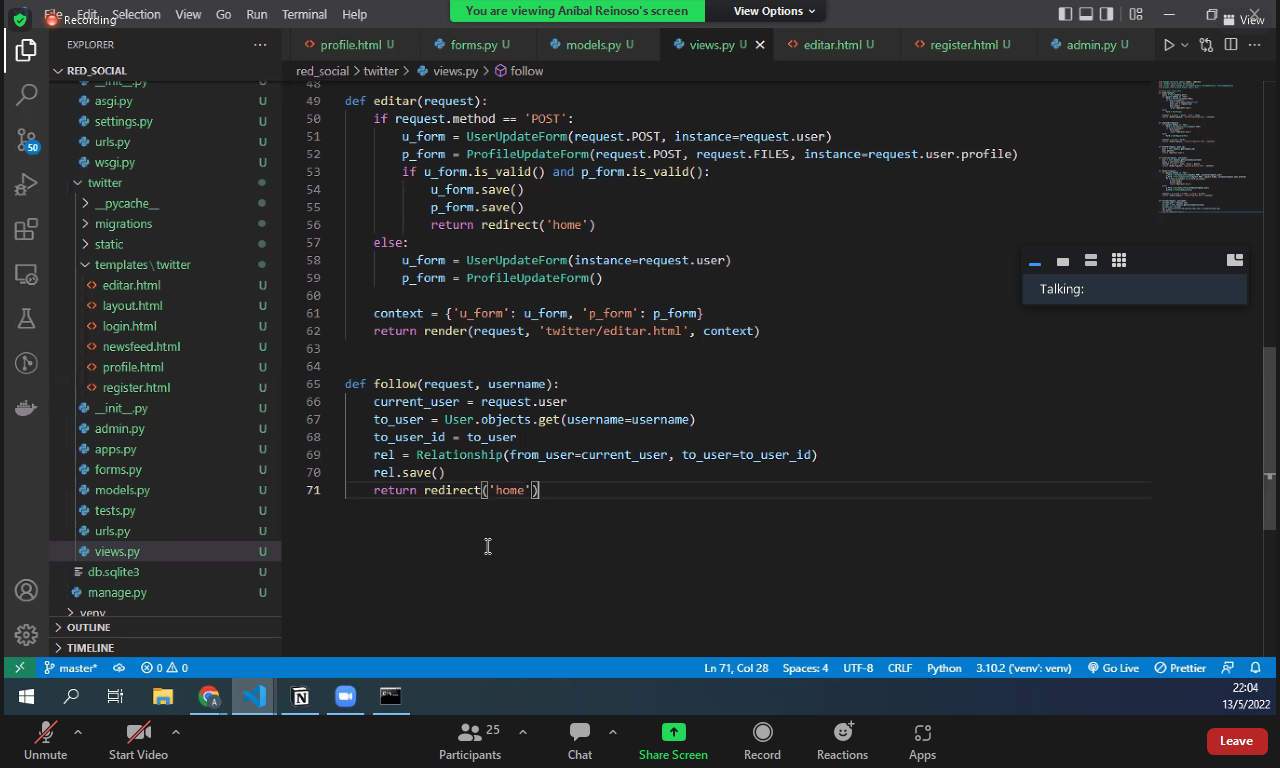 File Edit Selection View Go Run Terminal Help
Recording
You are viewing Aníbal Reinoso's screen
View Options
View
EXPLORER
RED_SOCIAL
__init__.py
asgi.py U
settings.py U
urls.py U
wsgi.py U
twitter
__pycache__
migrations
static
templates\twitter
editar.html U
layout.html U
login.html U
newsfeed.html U
profile.html U
register.html U
__init__.py U
admin.py U
apps.py U
forms.py U
models.py U
tests.py U
urls.py U
views.py U
db.sqlite3 U
manage.py U
venv
OUTLINE
TIMELINE
50
profile.html U
forms.py U
models.py U
views.py U
editar.html U
register.html U
admin.py U
red_social > twitter > views.py > follow
48
49 def editar(request):
50 if request.method == 'POST':
51 u_form = UserUpdateForm(request.POST, instance=request.user)
52 p_form = ProfileUpdateForm(request.POST, request.FILES, instance=request.user.profile)
53 if u_form.is_valid() and p_form.is_valid():
54 u_form.save()
55 p_form.save()
56 return redirect('home')
57 else:
58 u_form = UserUpdateForm(instance=request.user)
59 p_form = ProfileUpdateForm()
60
61 context = {'u_form': u_form, 'p_form': p_form}
62 return render(request, 'twitter/editar.html', context)
63
64
65 def follow(request, username):
66 current_user = request.user
67 to_user = User.objects.get(username=username)
68 to_user_id = to_user
69 rel = Relationship(from_user=current_user, to_user=to_user_id)
70 rel.save()
71 return redirect('home')
Talking:
master* 0 0 Ln 71, Col 28 Spaces: 4 UTF-8 CRLF Python 3.10.2 ('venv': venv) Go Live Prettier
22:04
13/5/2022
Unmute
Start Video
Participants 25
Chat
Share Screen
Record
Reactions
Apps
Leave